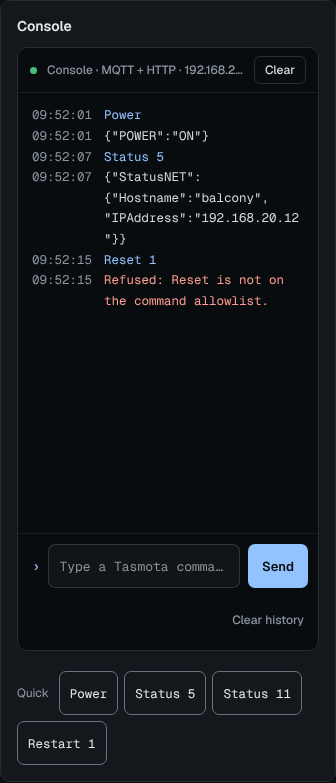 Console
Console · MQTT + HTTP · 192.168.2… Clear
09:52:01 Power
09:52:01 {"POWER":"ON"}
09:52:07 Status 5
09:52:07 {"StatusNET":
{"Hostname":"balcony",
"IPAddress":"192.168.20.12
"}}
09:52:15 Reset 1
09:52:15 Refused: Reset is not on
the command allowlist.
› Type a Tasmota comma… Send
Clear history
Quick Power Status 5 Status 11
Restart 1